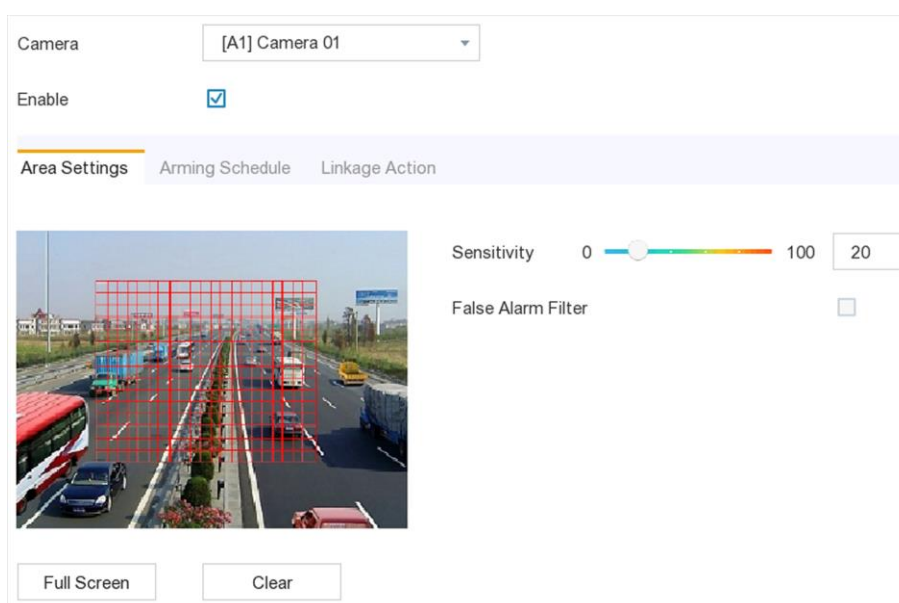 Camera [A1] Camera 01
Enable
Area Settings Arming Schedule Linkage Action
Sensitivity 0 100 20
False Alarm Filter
Full Screen Clear